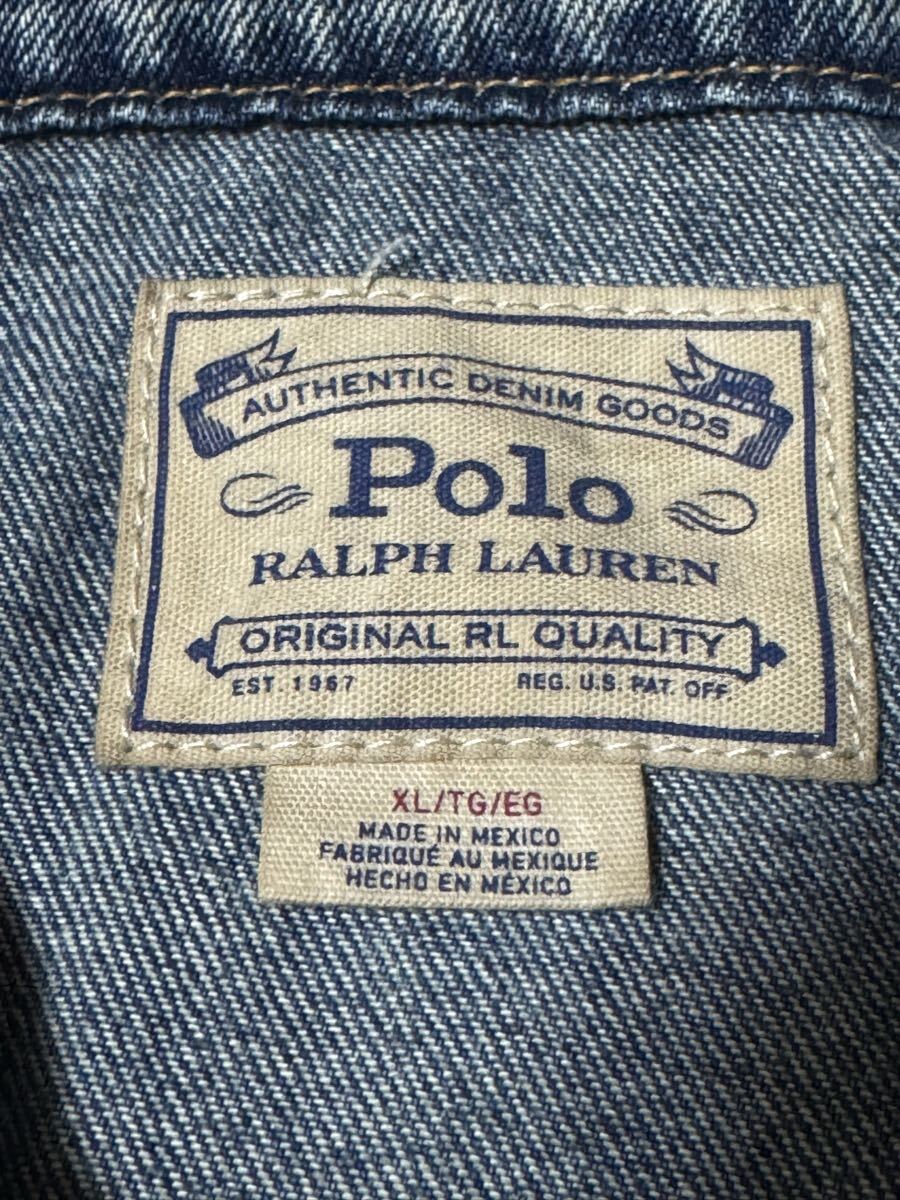 AUTHENTIC DENIM GOODS
Polo
RALPH LAUREN
ORIGINAL RL QUALITY
EST. 1967 REG. U.S. PAT. OFF
XL/TG/EG
MADE IN MEXICO
FABRIQUÉ AU MEXIQUE
HECHO EN MÉXICO